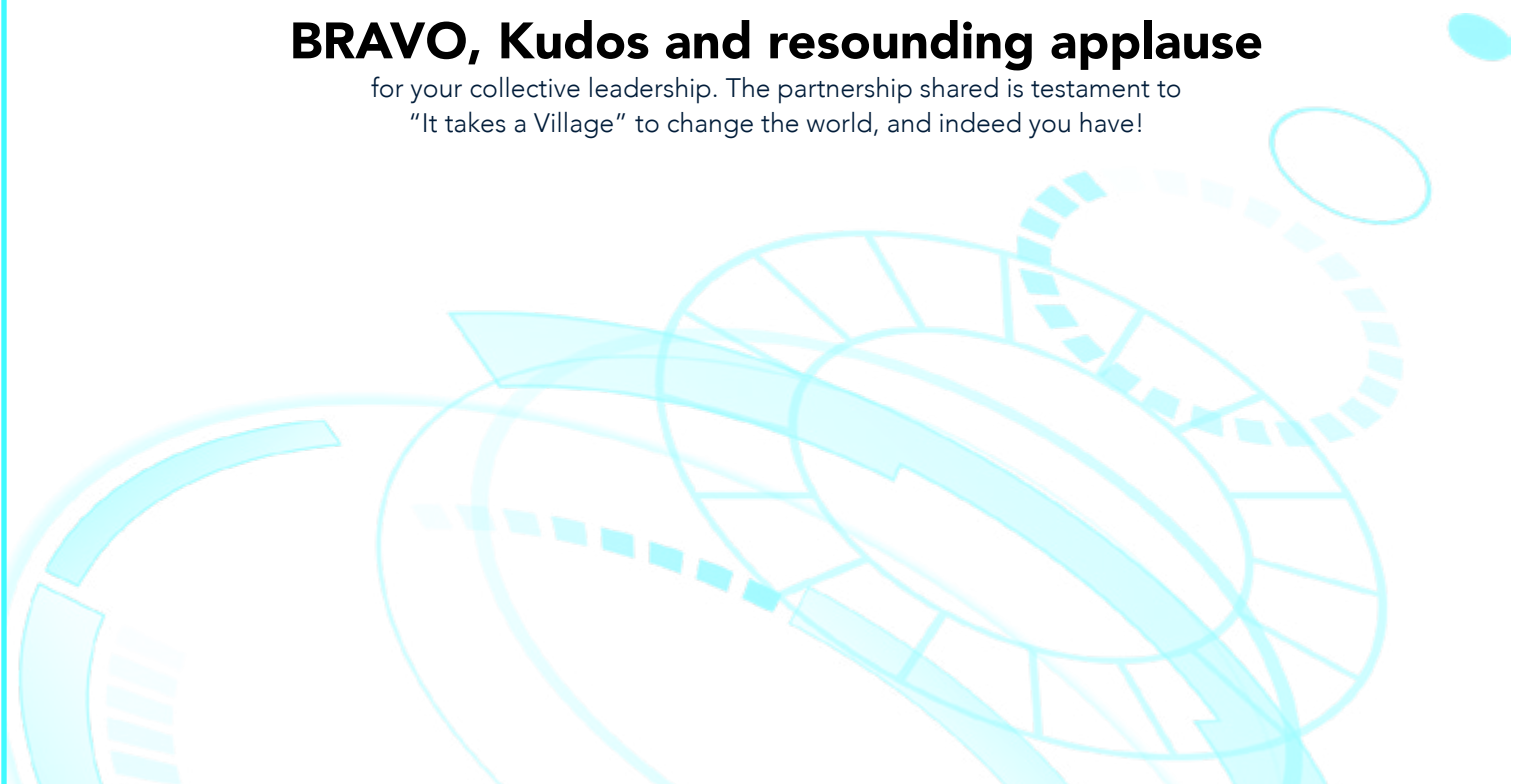 BRAVO, Kudos and resounding applause
for your collective leadership. The partnership shared is testament to
“It takes a Village” to change the world, and indeed you have!